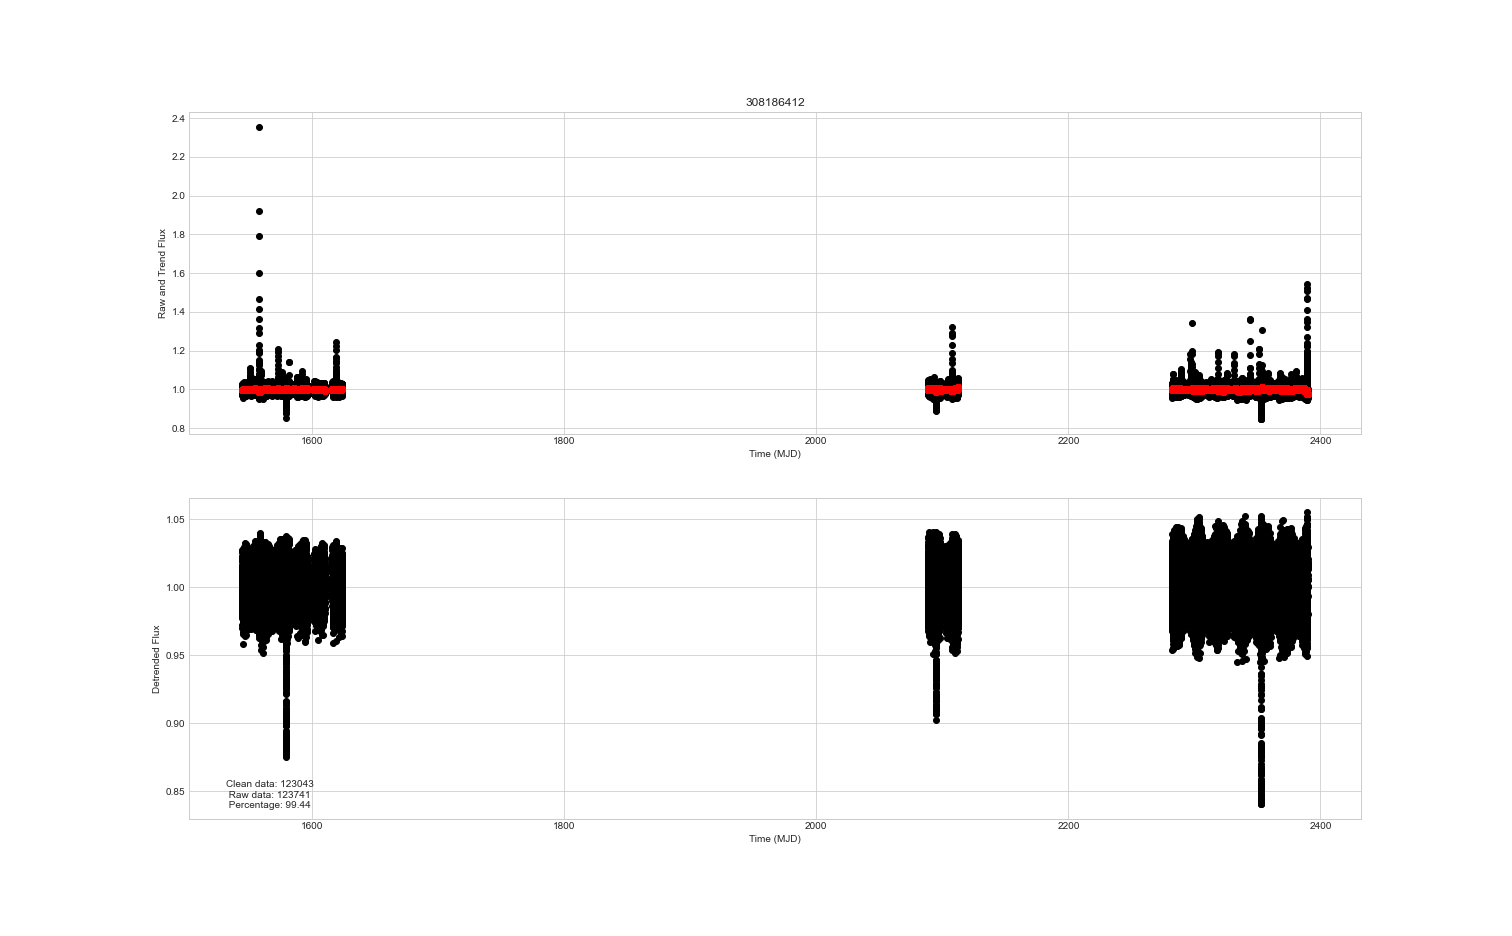 308186412
2.4
2.2
2.0
1.8
1.6
1.4
1.2
1.0
0.8
Raw and Trend Flux
1600 1800 2000 2200 2400
Time (MJD)
1.05
1.00
0.95
0.90
0.85
Detrended Flux
Clean data: 123043
Raw data: 123741
Percentage: 99.44
1600 1800 2000 2200 2400
Time (MJD)